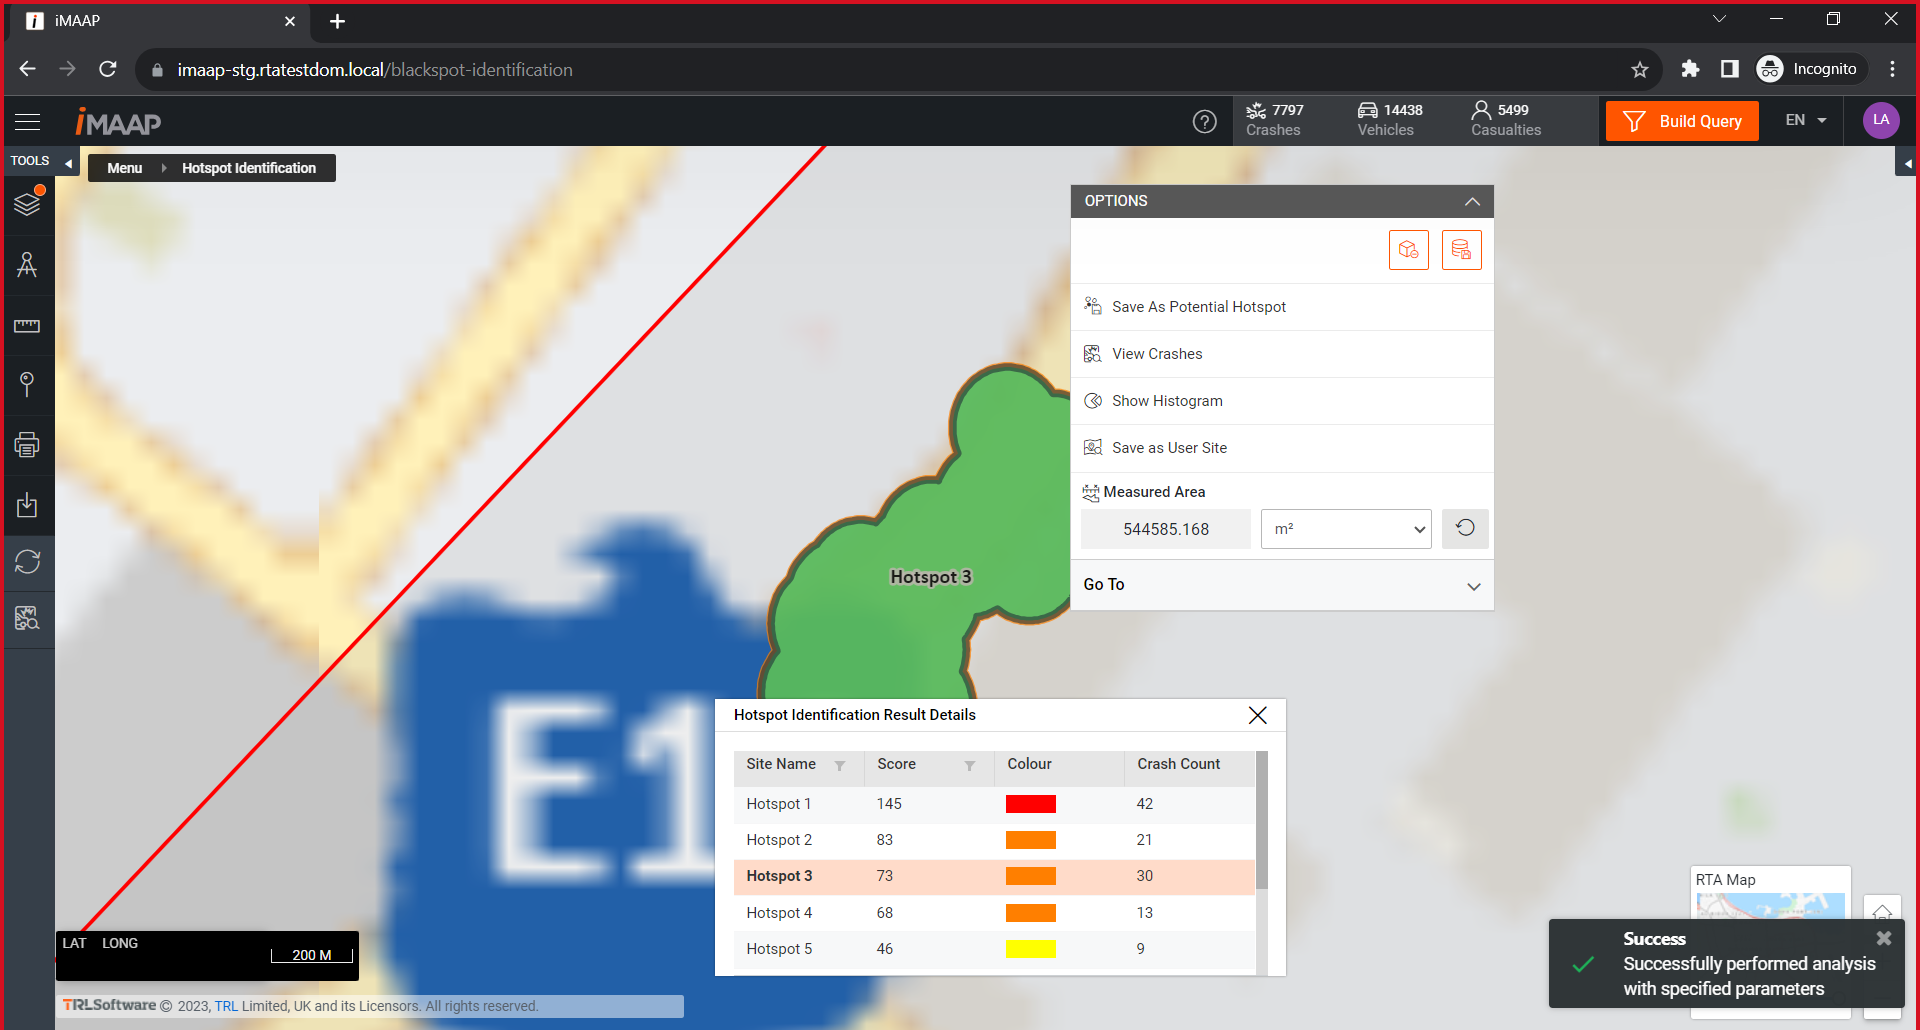 iMAAP
imaap-stg.rtatestdom.local/blackspot-identification
Incognito
iMAAP
7797
Crashes
14438
Vehicles
5499
Casualties
Build Query
EN
LA
TOOLS
Menu
Hotspot Identification
OPTIONS
Save As Potential Hotspot
View Crashes
Show Histogram
Save as User Site
Measured Area
544585.168
m²
Go To
Hotspot 3
E1
Hotspot Identification Result Details
Site Name Score Colour Crash Count
Hotspot 1 145 42
Hotspot 2 83 21
Hotspot 3 73 30
Hotspot 4 68 13
Hotspot 5 46 9
LAT LONG
200 M
RTA Map
Success
Successfully performed analysis
with specified parameters
TRLSoftware © 2023, TRL Limited, UK and its Licensors. All rights reserved.